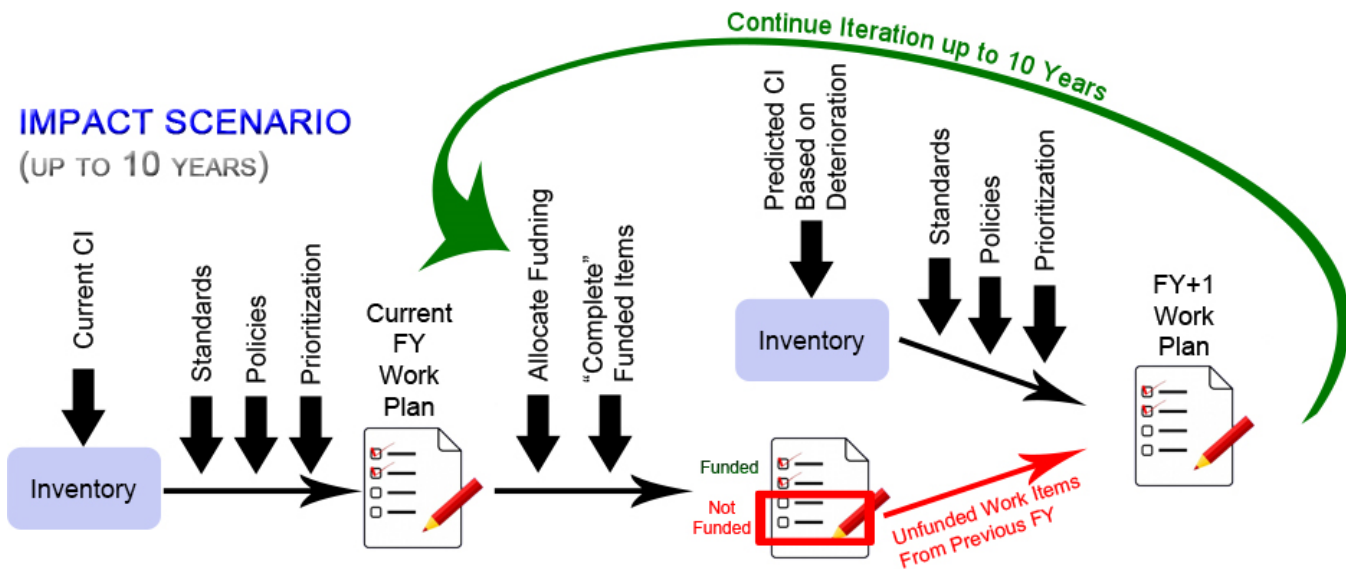 Continue Iteration up to 10 Years
IMPACT SCENARIO
(UP TO 10 YEARS)
Current CI
Inventory
Standards
Policies
Prioritization
Current
FY
Work
Plan
Allocate Fudning
“Complete”
Funded Items
Predicted CI
Based on
Deterioration
Inventory
Standards
Policies
Prioritization
Funded
Not
Funded
Unfunded Work Items
From Previous FY
FY+1
Work
Plan